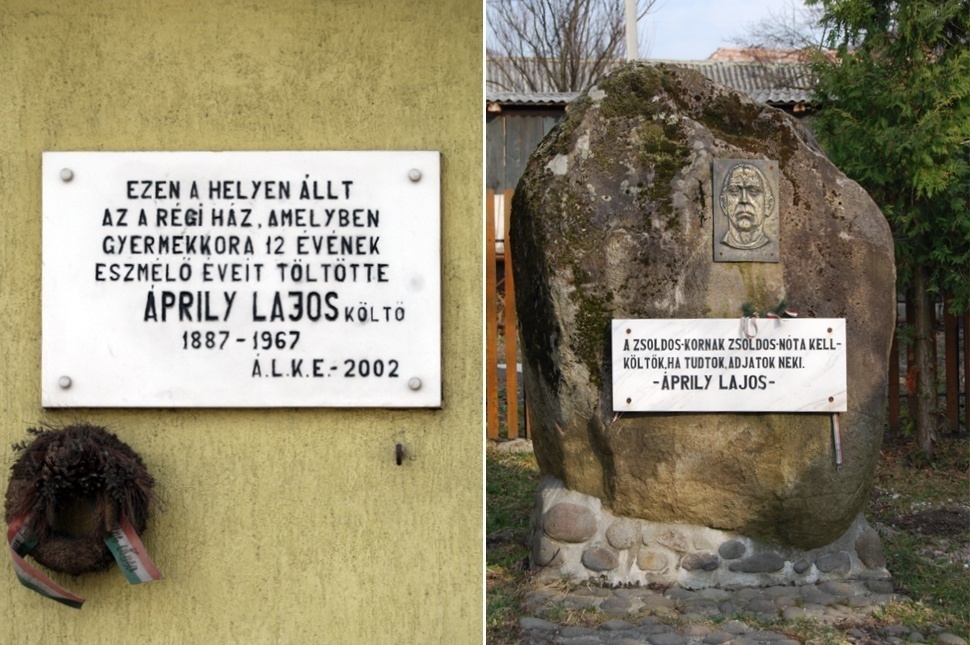 EZEN A HELYEN ÁLLT
AZ A RÉGI HÁZ, AMELYBEN
GYERMEKKORA 12 ÉVÉNEK
ESZMÉLŐ ÉVEIT TÖLTÖTTE
ÁPRILY LAJOS KÖLTŐ
1887 - 1967
Á.L.K.E. - 2002
A ZSOLDOS-KORNAK ZSOLDOS-NÓTA KELL-
KÖLTŐK, HA TUDTOK, ADJATOK NEKI.
-ÁPRILY LAJOS-